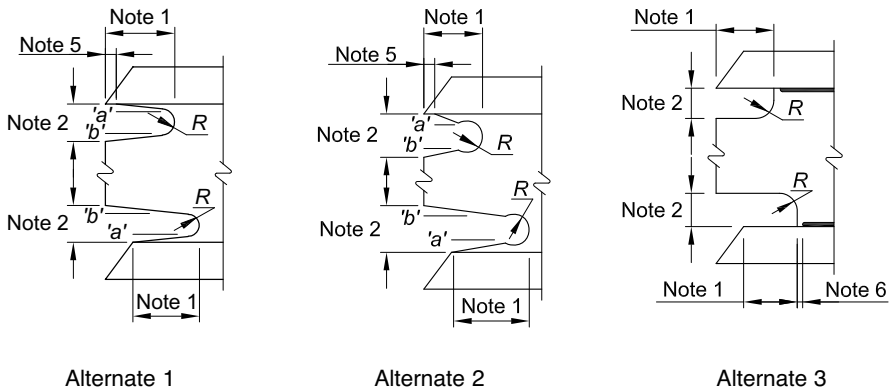 Note 1
Note 5
Note 2
'a'
'b'
R
'b'
R
Note 2
'a'
Note 1
Alternate 1
Note 1
Note 5
Note 2
'a'
'b'
R
R
'b'
Note 2
'a'
Note 1
Alternate 2
Note 1
Note 2
R
R
Note 2
Note 1
Note 6
Alternate 3